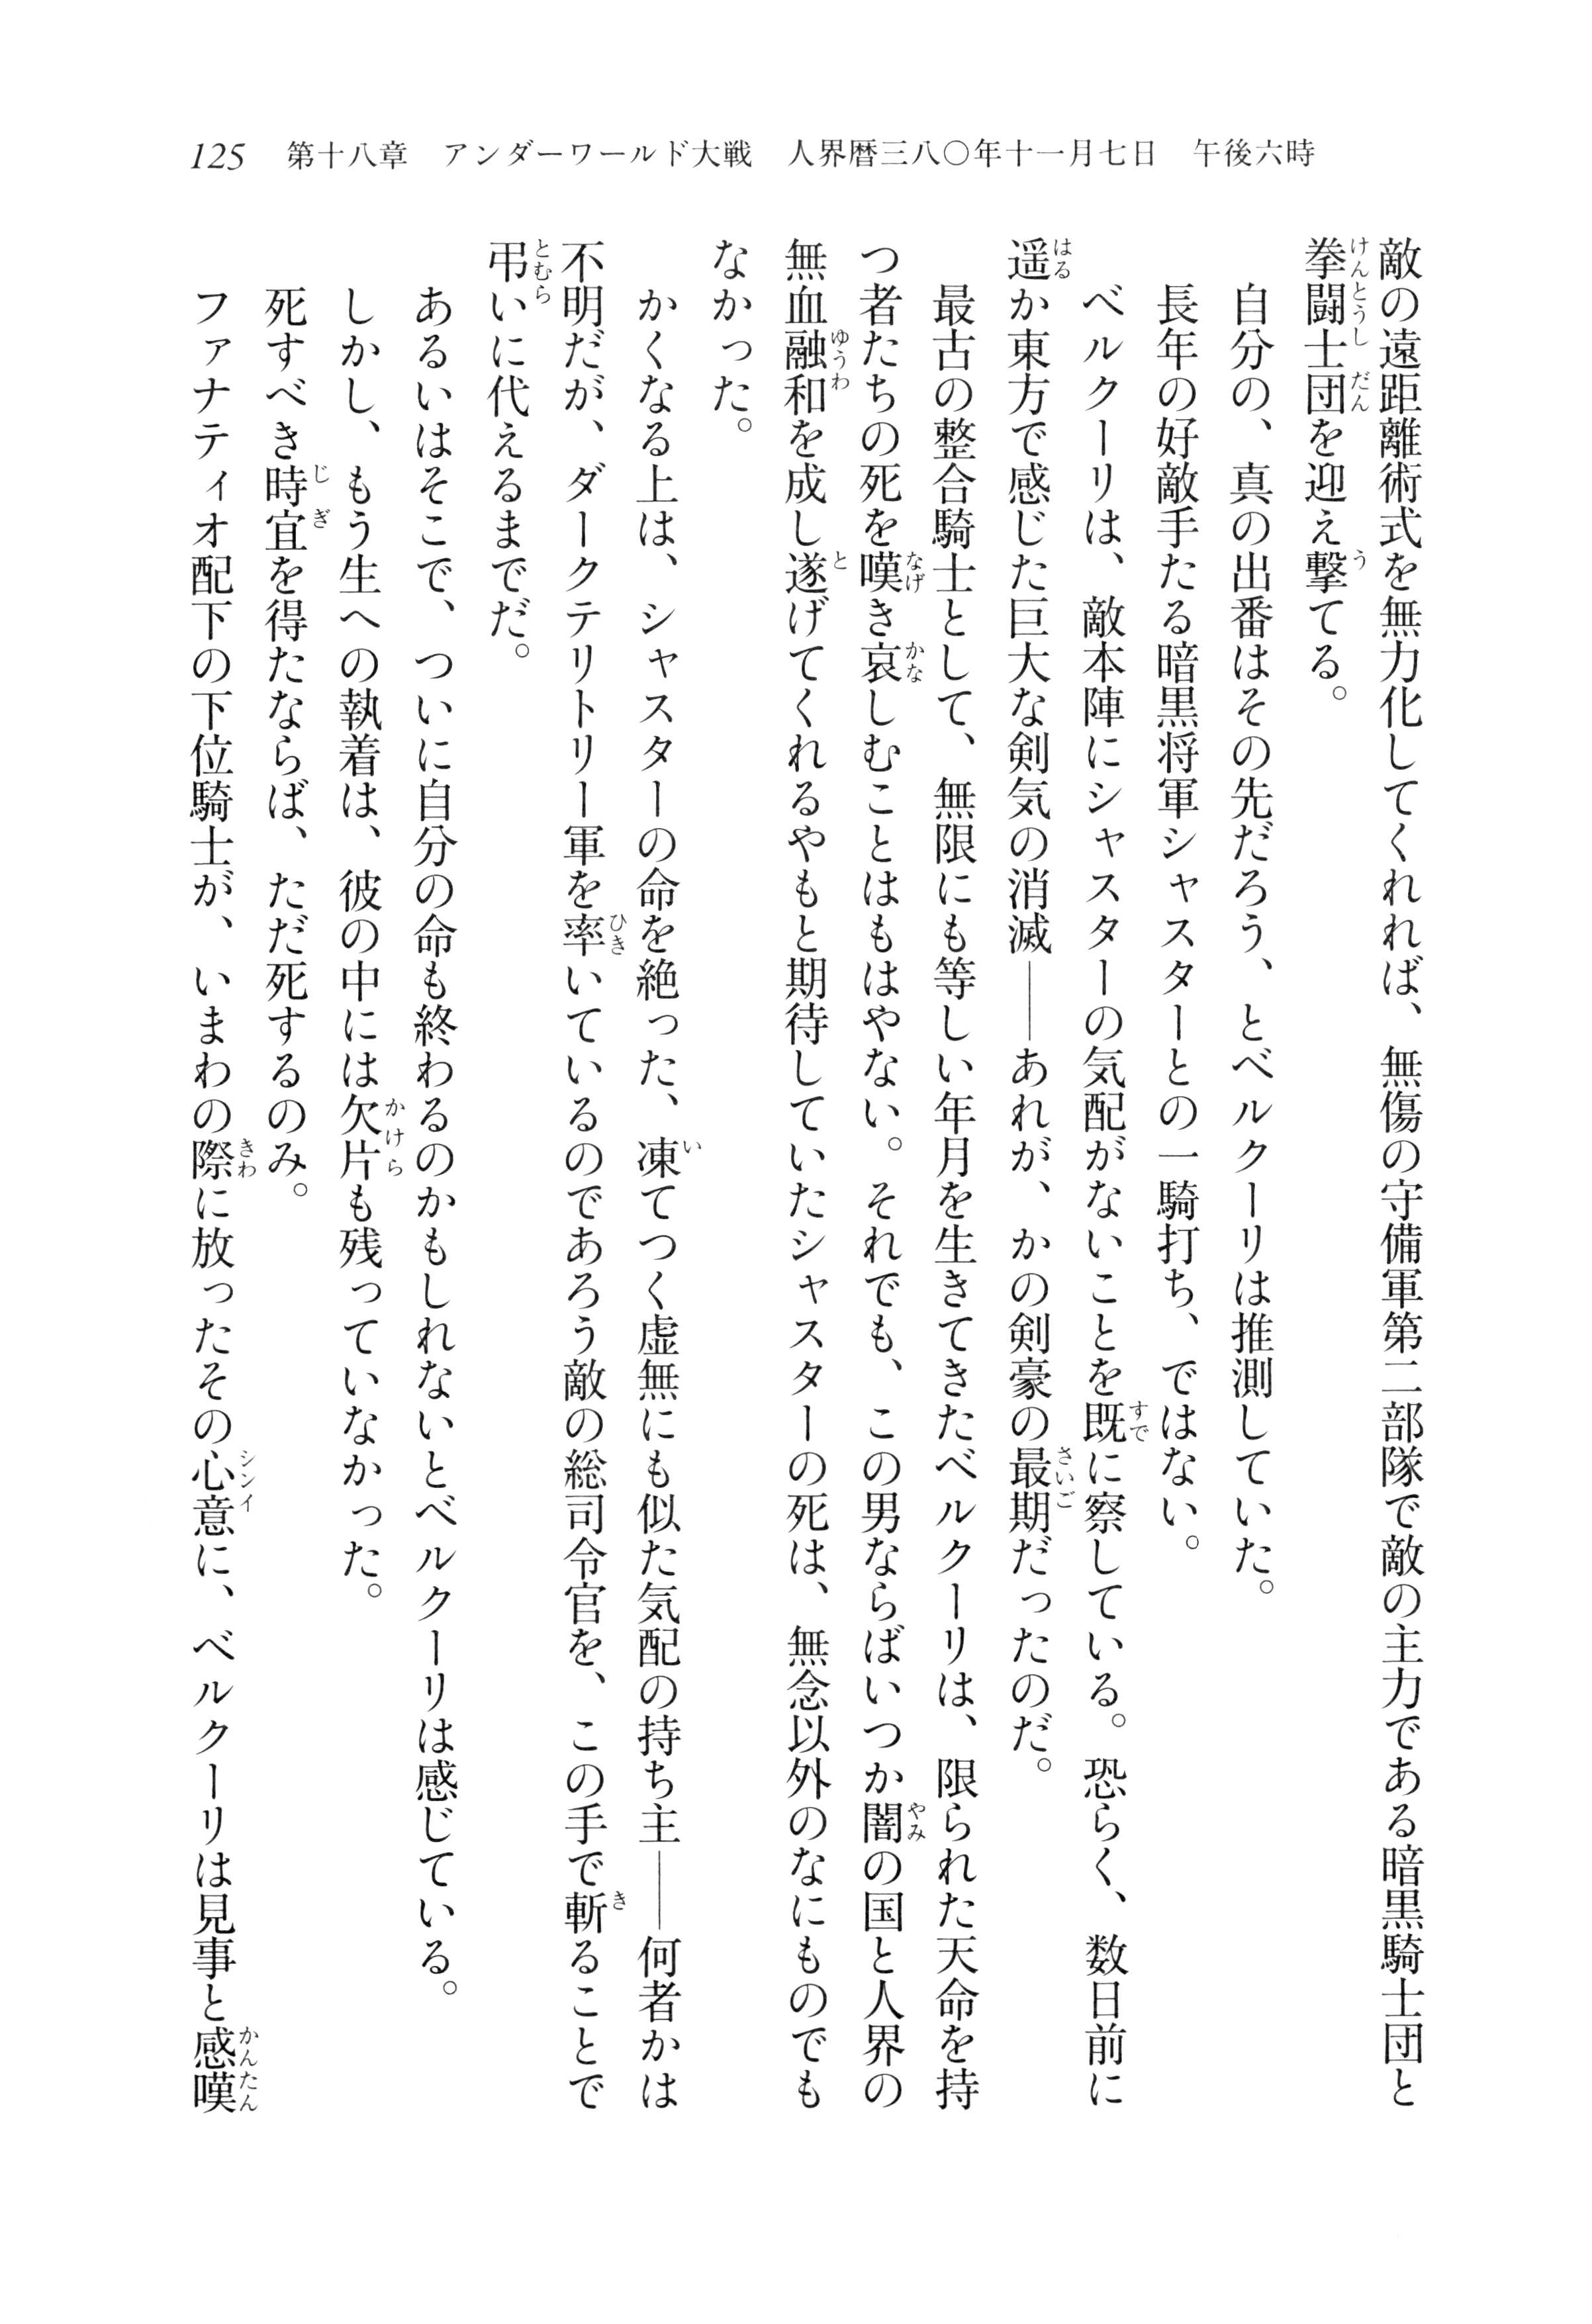 125　第十八章　アンダーワールド大戦　人界暦三八〇年十一月七日　午後六時
敵の遠距離術式を無力化してくれれば、無傷の守備軍第二部隊で敵の主力である暗黒騎士団と
拳闘士団を迎え撃てる。
自分の、真の出番はその先だろう、とベルクーリは推測していた。
長年の好敵手たる暗黒将軍シャスターとの一騎打ち、ではない。
ベルクーリは、敵本陣にシャスターの気配がないことを既に察している。恐らく、数日前に
遥か東方で感じた巨大な剣気の消滅――あれが、かの剣豪の最期だったのだ。
最古の整合騎士として、無限にも等しい年月を生きてきたベルクーリは、限られた天命を持
つ者たちの死を嘆き哀しむことはもはやない。それでも、この男ならばいつか闇の国と人界の
無血融和を成し遂げてくれるやもと期待していたシャスターの死は、無念以外のなにものでも
なかった。
かくなる上は、シャスターの命を絶った、凍てつく虚無にも似た気配の持ち主――何者かは
不明だが、ダークテリトリー軍を率いているのであろう敵の総司令官を、この手で斬ることで
弔いに代えるまでだ。
あるいはそこで、ついに自分の命も終わるのかもしれないとベルクーリは感じている。
しかし、もう生への執着は、彼の中には欠片も残っていなかった。
死すべき時宜を得たならば、ただ死するのみ。
ファナティオ配下の下位騎士が、いまわの際に放ったその心意に、ベルクーリは見事と感嘆